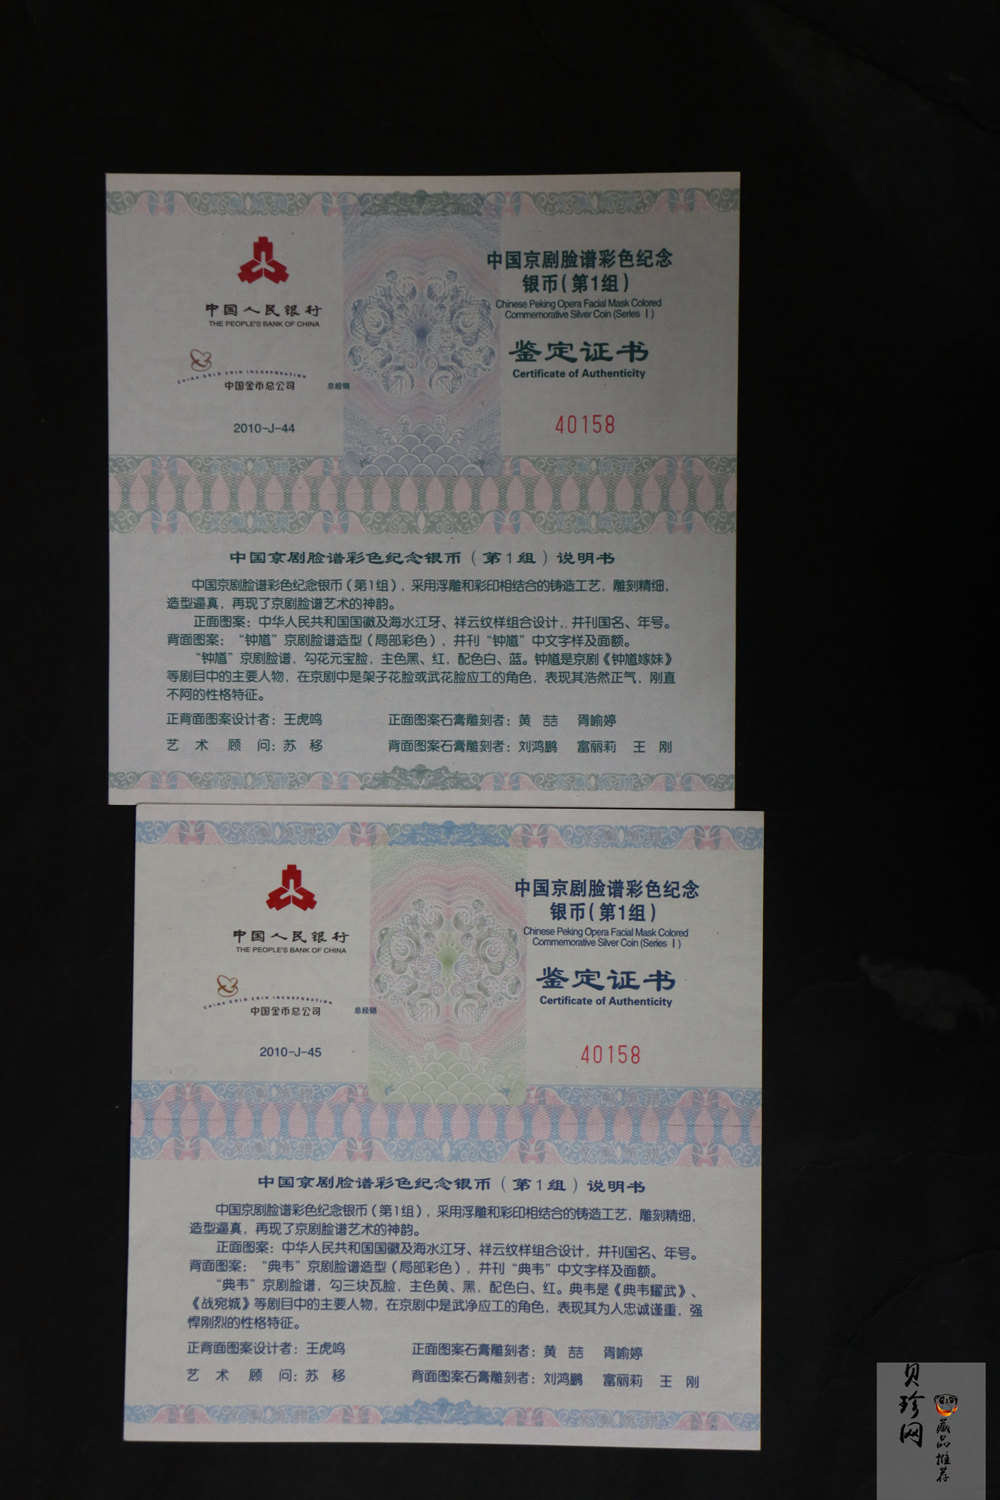 中国人民银行
THE PEOPLE'S BANK OF CHINA
CHINA GOLD COIN INCORPORATION
中国金币总公司
总经销
2010-J-44
中国京剧脸谱彩色纪念
银币(第1组)
Chinese Peking Opera Facial Mask Colored
Commemorative Silver Coin (Series Ⅰ)
鉴定证书
Certificate of Authenticity
40158
中国京剧脸谱彩色纪念银币(第1组)说明书
中国京剧脸谱彩色纪念银币(第1组),采用浮雕和彩印相结合的铸造工艺,雕刻精细,
造型逼真,再现了京剧脸谱艺术的神韵。
正面图案:中华人民共和国国徽及海水江牙、祥云纹样组合设计,并刊国名、年号。
背面图案:“钟馗”京剧脸谱造型(局部彩色),并刊“钟馗”中文字样及面额。
“钟馗”京剧脸谱,勾花元宝脸,主色黑、红,配色白、蓝。钟馗是京剧《钟馗嫁妹》
等剧目中的主要人物,在京剧中是架子花脸或武花脸应工的角色,表现其浩然正气,刚直
不阿的性格特征。
正背面图案设计者:王虎鸣 正面图案石膏雕刻者:黄 喆 胥喻婷
艺 术 顾 问:苏 移 背面图案石膏雕刻者:刘鸿鹏 富丽莉 王 刚
中国人民银行
THE PEOPLE'S BANK OF CHINA
CHINA GOLD COIN INCORPORATION
中国金币总公司
总经销
2010-J-45
中国京剧脸谱彩色纪念
银币(第1组)
Chinese Peking Opera Facial Mask Colored
Commemorative Silver Coin (Series Ⅰ)
鉴定证书
Certificate of Authenticity
40158
中国京剧脸谱彩色纪念银币(第1组)说明书
中国京剧脸谱彩色纪念银币(第1组),采用浮雕和彩印相结合的铸造工艺,雕刻精细,
造型逼真,再现了京剧脸谱艺术的神韵。
正面图案:中华人民共和国国徽及海水江牙、祥云纹样组合设计,并刊国名、年号。
背面图案:“典韦”京剧脸谱造型(局部彩色),并刊“典韦”中文字样及面额。
“典韦”京剧脸谱,勾三块瓦脸,主色黄、黑,配色白、红。典韦是《典韦耀武》、
《战宛城》等剧目中的主要人物,在京剧中是武净应工的角色,表现其为人忠诚谨重,强
悍刚烈的性格特征。
正背面图案设计者:王虎鸣 正面图案石膏雕刻者:黄 喆 胥喻婷
艺 术 顾 问:苏 移 背面图案石膏雕刻者:刘鸿鹏 富丽莉 王 刚
贝珍网
藏品推荐